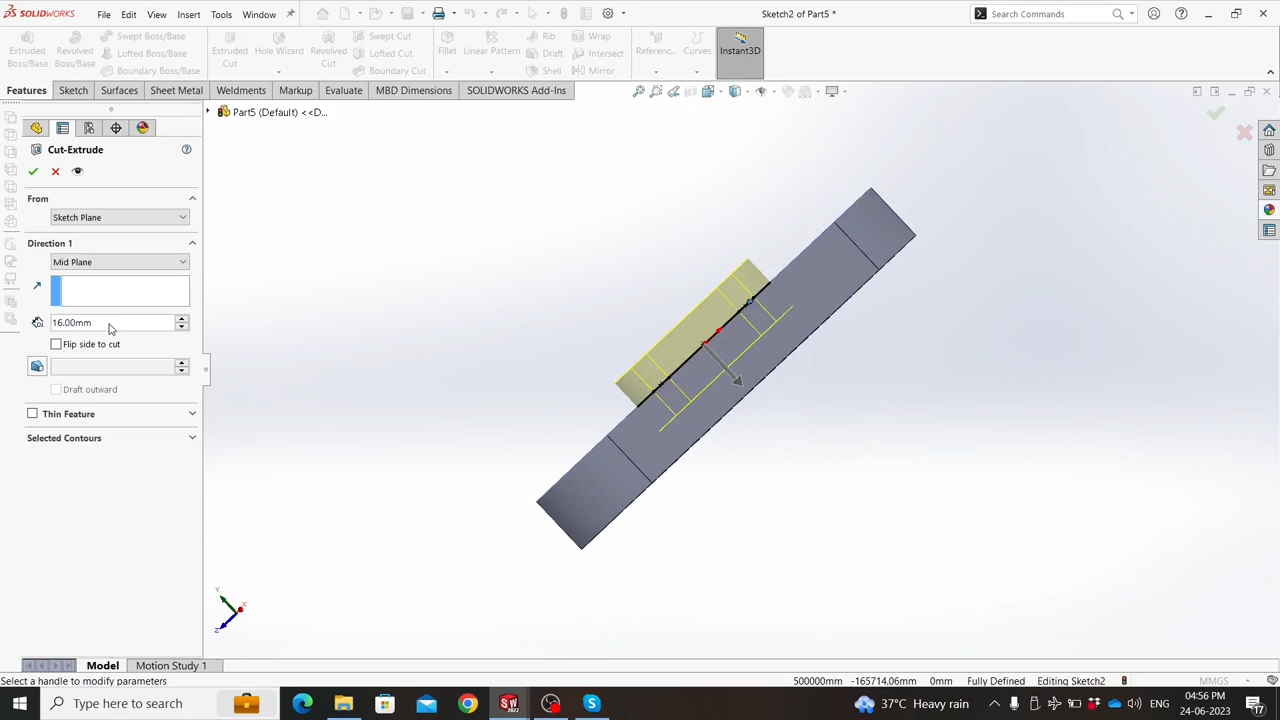 SOLIDWORKS File Edit View Insert Tools Window Sketch2 of Part5 * Search Commands
Extruded Boss/Base
Revolved Boss/Base
Swept Boss/Base
Lofted Boss/Base
Boundary Boss/Base
Extruded Cut
Hole Wizard
Revolved Cut
Swept Cut
Lofted Cut
Boundary Cut
Fillet
Linear Pattern
Rib
Draft
Shell
Wrap
Intersect
Mirror
Referenc...
Curves
Instant3D
Features Sketch Surfaces Sheet Metal Weldments Markup Evaluate MBD Dimensions SOLIDWORKS Add-Ins
Part5 (Default) <<D...
Cut-Extrude
From
Sketch Plane
Direction 1
Mid Plane
16.00mm
Flip side to cut
Draft outward
Thin Feature
Selected Contours
Y
X
Z
Model Motion Study 1
Select a handle to modify parameters 500000mm -165714.06mm 0mm Fully Defined Editing Sketch2 MMGS
Type here to search 37°C Heavy rain ENG 04:56 PM
24-06-2023